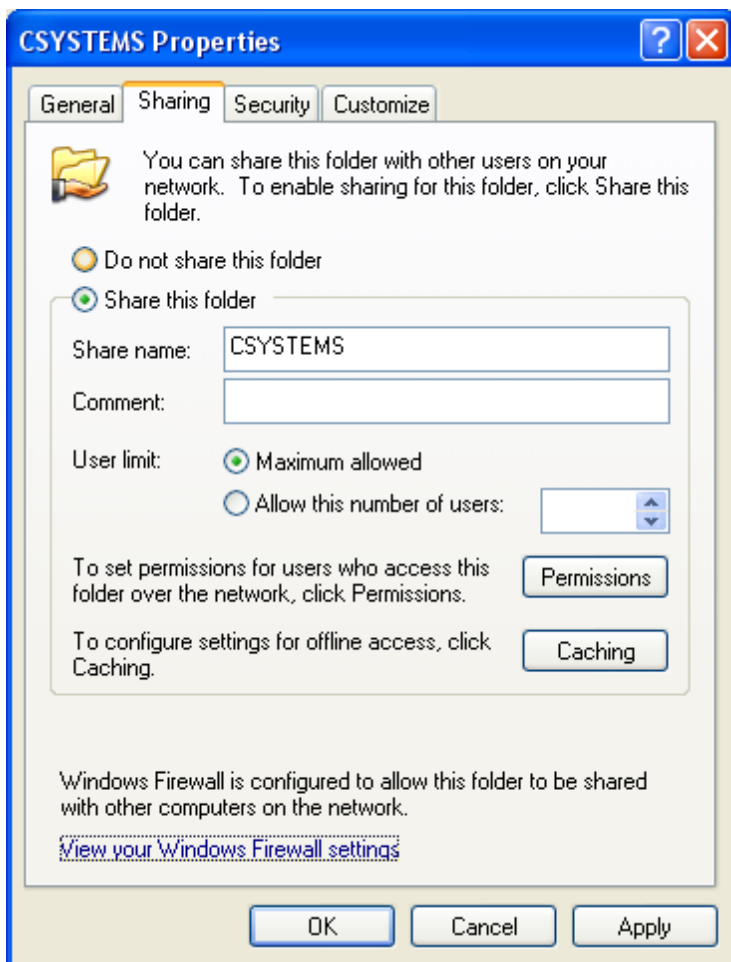 CSYSTEMS Properties
General Sharing Security Customize
You can share this folder with other users on your
network. To enable sharing for this folder, click Share this
folder.
Do not share this folder
Share this folder
Share name: CSYSTEMS
Comment:
User limit: Maximum allowed
Allow this number of users:
To set permissions for users who access this
folder over the network, click Permissions.
Permissions
To configure settings for offline access, click
Caching.
Caching
Windows Firewall is configured to allow this folder to be shared
with other computers on the network.
View your Windows Firewall settings
OK Cancel Apply